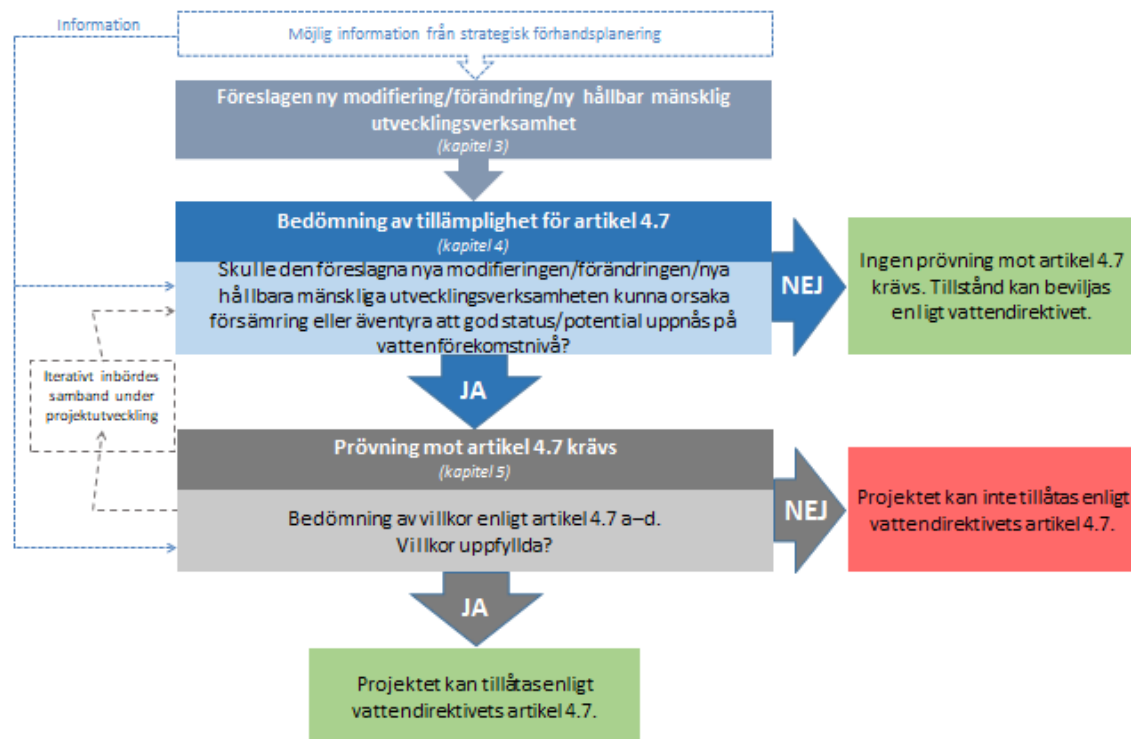 Information
Möjlig information från strategisk förhandsplanering
Föreslagen ny modifiering/förändring/ny hållbar mänsklig
utvecklingsverksamhet
(kapitel 3)
Bedömning av tillämplighet för artikel 4.7
(kapitel 4)
Skulle den föreslagna nya modifieringen/förändringen/nya
hållbara mänskliga utvecklingsverksamheten kunna orsaka
försämring eller äventyra att god status/potential uppnås på
vattenförekomstnivå?
NEJ
Ingen prövning mot artikel 4.7
krävs. Tillstånd kan beviljas
enligt vattendirektivet.
JA
Iterativt inbördes
samband under
projektutveckling
Prövning mot artikel 4.7 krävs
(kapitel 5)
Bedömning av villkor enligt artikel 4.7 a–d.
Villkor uppfyllda?
NEJ
Projektet kan inte tillåtas enligt
vattendirektivets artikel 4.7.
JA
Projektet kan tillåtas enligt
vattendirektivets artikel 4.7.